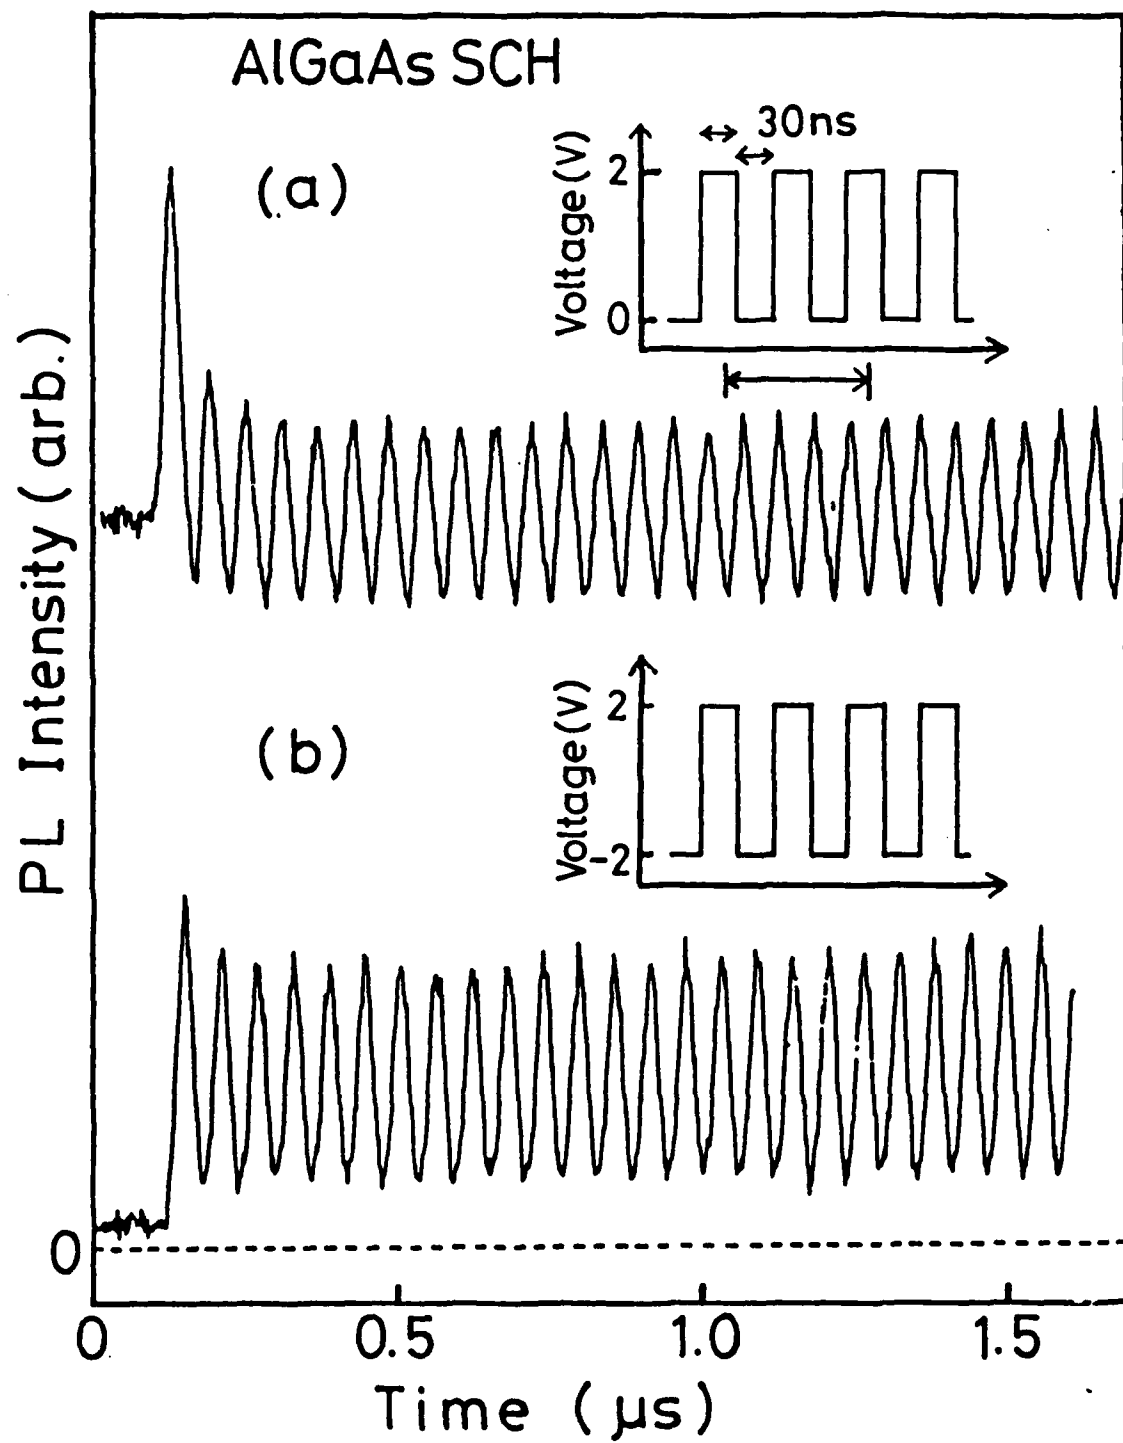 AlGaAs SCH
(a)
30ns
Voltage(V)
2
0
PL Intensity (arb.)
(b)
Voltage(V)
2
-2
0
0 0.5 1.0 1.5
Time (μs)